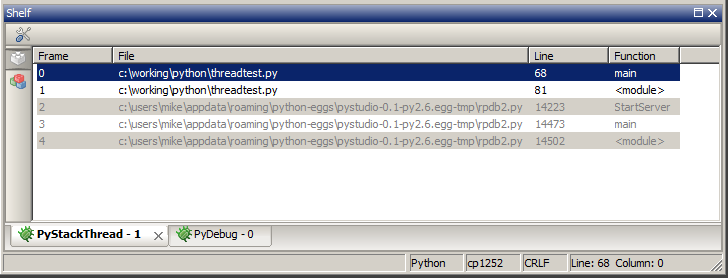 Shelf
Frame File Line Function
0 c:\working\python\threadtest.py 68 main
1 c:\working\python\threadtest.py 81 <module>
2 c:\users\mike\appdata\roaming\python-eggs\pystudio-0.1-py2.6.egg-tmp\rpdb2.py 14223 StartServer
3 c:\users\mike\appdata\roaming\python-eggs\pystudio-0.1-py2.6.egg-tmp\rpdb2.py 14473 main
4 c:\users\mike\appdata\roaming\python-eggs\pystudio-0.1-py2.6.egg-tmp\rpdb2.py 14502 <module>
PyStackThread - 1 PyDebug - 0
Python cp1252 CRLF Line: 68 Column: 0